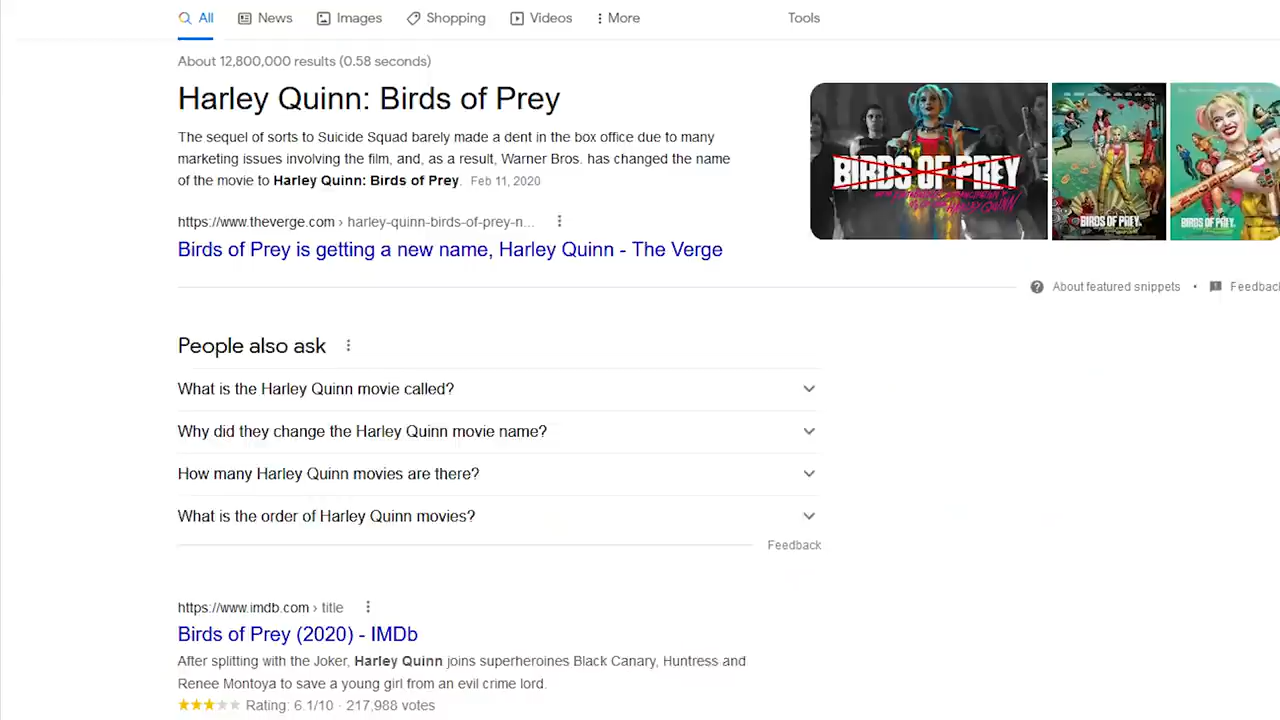 All News Images Shopping Videos More Tools
About 12,800,000 results (0.58 seconds)
Harley Quinn: Birds of Prey
The sequel of sorts to Suicide Squad barely made a dent in the box office due to many
marketing issues involving the film, and, as a result, Warner Bros. has changed the name
of the movie to Harley Quinn: Birds of Prey. Feb 11, 2020
BIRDS OF PREY
BIRDS OF PREY
BIRDS OF PREY
https://www.theverge.com › harley-quinn-birds-of-prey-n...
Birds of Prey is getting a new name, Harley Quinn - The Verge
About featured snippets • Feedback
People also ask
What is the Harley Quinn movie called?
Why did they change the Harley Quinn movie name?
How many Harley Quinn movies are there?
What is the order of Harley Quinn movies?
Feedback
https://www.imdb.com › title
Birds of Prey (2020) - IMDb
After splitting with the Joker, Harley Quinn joins superheroines Black Canary, Huntress and
Renee Montoya to save a young girl from an evil crime lord.
Rating: 6.1/10 · 217,988 votes